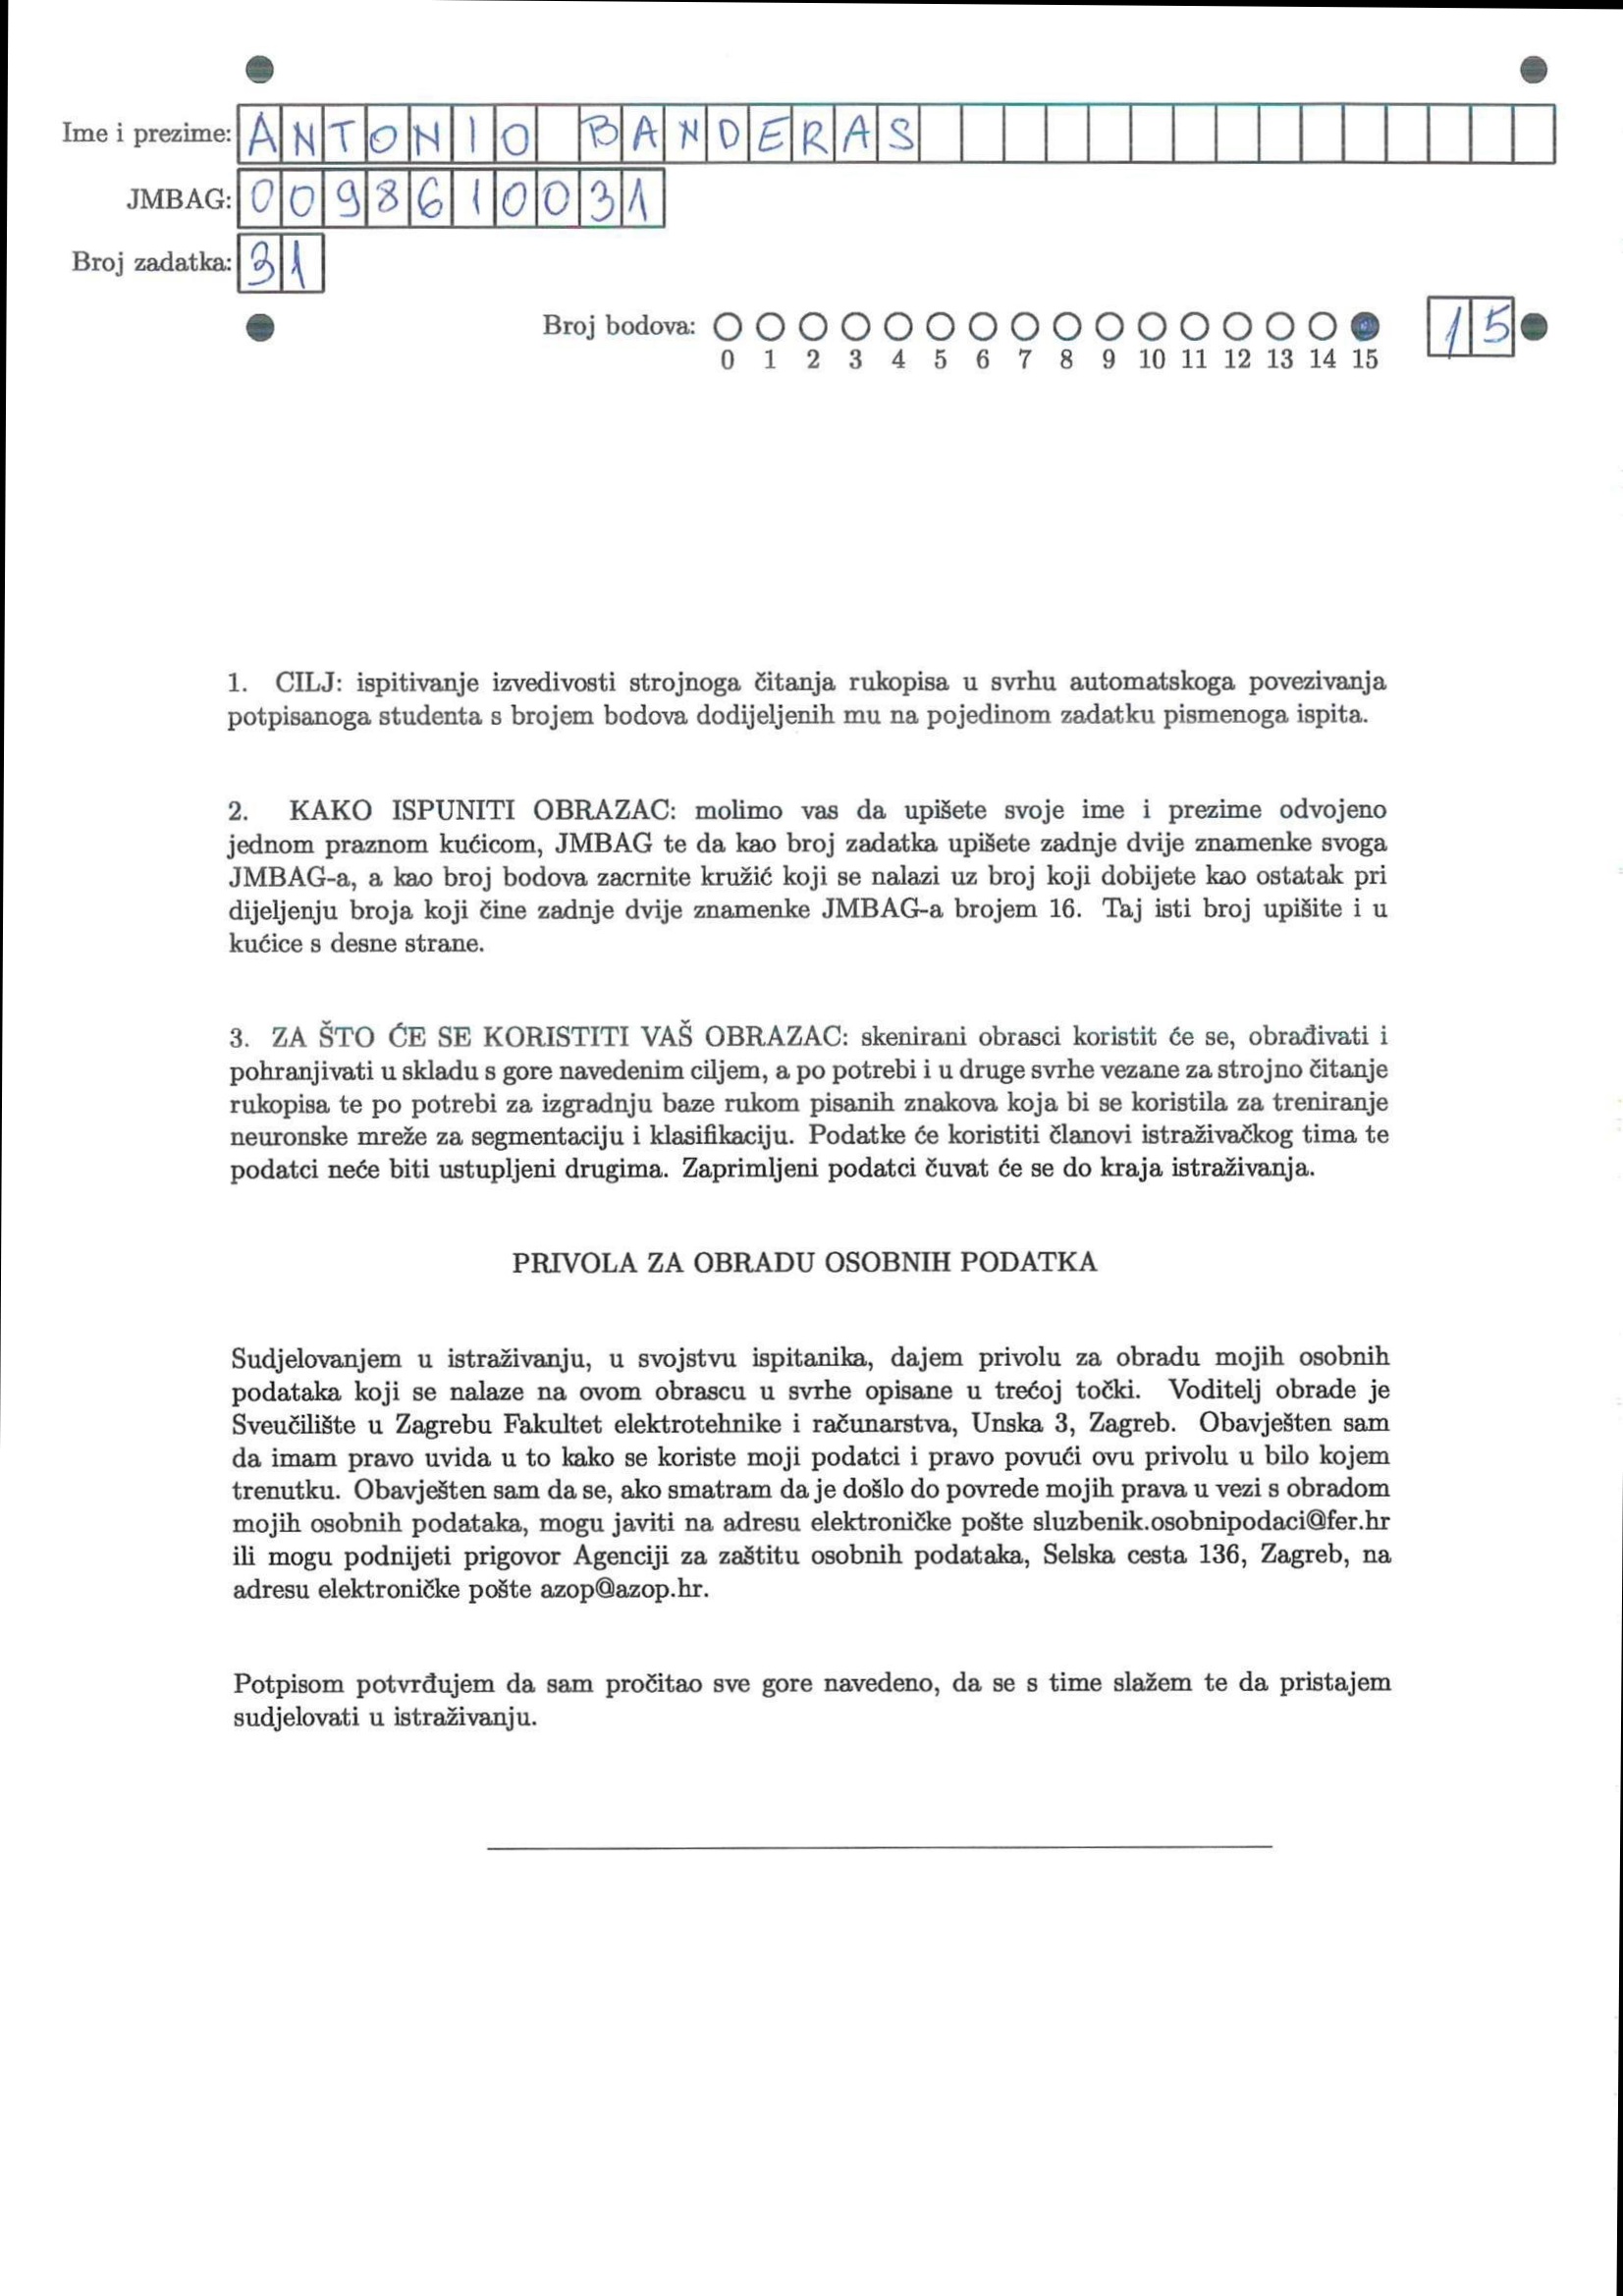 Ime i prezime: ANTONIO BANDERAS
JMBAG: 0098610031
Broj zadatka: 31
Broj bodova: 15
0 1 2 3 4 5 6 7 8 9 10 11 12 13 14 15
1. CILJ: ispitivanje izvedivosti strojnoga čitanja rukopisa u svrhu automatskoga povezivanja
potpisanoga studenta s brojem bodova dodijeljenih mu na pojedinom zadatku pismenoga ispita.
2. KAKO ISPUNITI OBRAZAC: molimo vas da upišete svoje ime i prezime odvojeno
jednom praznom kućicom, JMBAG te da kao broj zadatka upišete zadnje dvije znamenke svoga
JMBAG-a, a kao broj bodova zacrnite kružić koji se nalazi uz broj koji dobijete kao ostatak pri
dijeljenju broja koji čine zadnje dvije znamenke JMBAG-a brojem 16. Taj isti broj upišite i u
kućice s desne strane.
3. ZA ŠTO ĆE SE KORISTITI VAŠ OBRAZAC: skenirani obrasci koristit će se, obrađivati i
pohranjivati u skladu s gore navedenim ciljem, a po potrebi i u druge svrhe vezane za strojno čitanje
rukopisa te po potrebi za izgradnju baze rukom pisanih znakova koja bi se koristila za treniranje
neuronske mreže za segmentaciju i klasifikaciju. Podatke će koristiti članovi istraživačkog tima te
podatci neće biti ustupljeni drugima. Zaprimljeni podatci čuvat će se do kraja istraživanja.
PRIVOLA ZA OBRADU OSOBNIH PODATKA
Sudjelovanjem u istraživanju, u svojstvu ispitanika, dajem privolu za obradu mojih osobnih
podataka koji se nalaze na ovom obrascu u svrhe opisane u trećoj točki. Voditelj obrade je
Sveučilište u Zagrebu Fakultet elektrotehnike i računarstva, Unska 3, Zagreb. Obavješten sam
da imam pravo uvida u to kako se koriste moji podatci i pravo povući ovu privolu u bilo kojem
trenutku. Obavješten sam da se, ako smatram da je došlo do povrede mojih prava u vezi s obradom
mojih osobnih podataka, mogu javiti na adresu elektroničke pošte sluzbenik.osobnipodaci@fer.hr
ili mogu podnijeti prigovor Agenciji za zaštitu osobnih podataka, Selska cesta 136, Zagreb, na
adresu elektroničke pošte azop@azop.hr.
Potpisom potvrđujem da sam pročitao sve gore navedeno, da se s time slažem te da pristajem
sudjelovati u istraživanju.